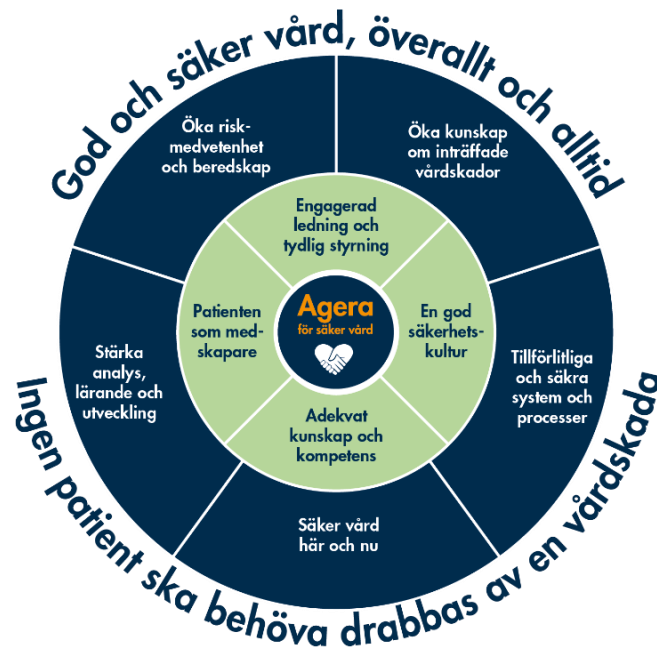 God och säker vård, överallt och alltid
Öka risk-
medvetenhet
och beredskap
Öka kunskap
om inträffade
vårdskador
Engagerad
ledning och
tydlig styrning
Patienten
som med-
skapare
Agera
för säker vård
En god
säkerhets-
kultur
Stärka
analys,
lärande och
utveckling
Tillförlitliga
och säkra
system och
processer
Adekvat
kunskap och
kompetens
Säker vård
här och nu
Ingen patient ska behöva drabbas av en vårdskada